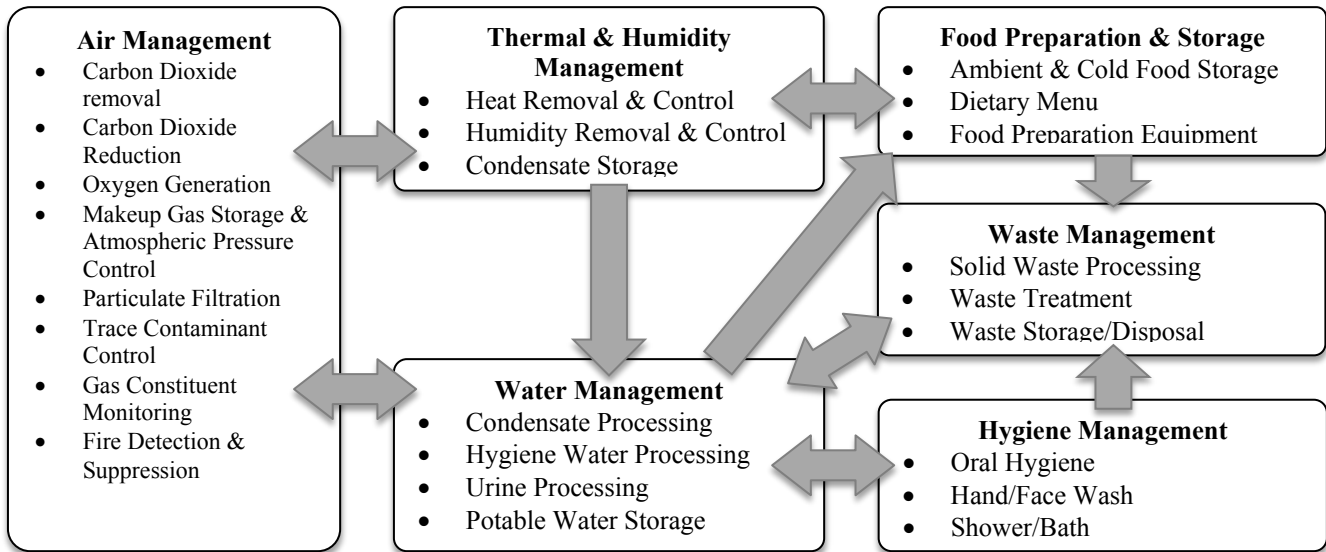 Air Management
• Carbon Dioxide
removal
• Carbon Dioxide
Reduction
• Oxygen Generation
• Makeup Gas Storage &
Atmospheric Pressure
Control
• Particulate Filtration
• Trace Contaminant
Control
• Gas Constituent
Monitoring
• Fire Detection &
Suppression
Thermal & Humidity
Management
• Heat Removal & Control
• Humidity Removal & Control
• Condensate Storage
Food Preparation & Storage
• Ambient & Cold Food Storage
• Dietary Menu
• Food Preparation Equipment
Waste Management
• Solid Waste Processing
• Waste Treatment
• Waste Storage/Disposal
Water Management
• Condensate Processing
• Hygiene Water Processing
• Urine Processing
• Potable Water Storage
Hygiene Management
• Oral Hygiene
• Hand/Face Wash
• Shower/Bath